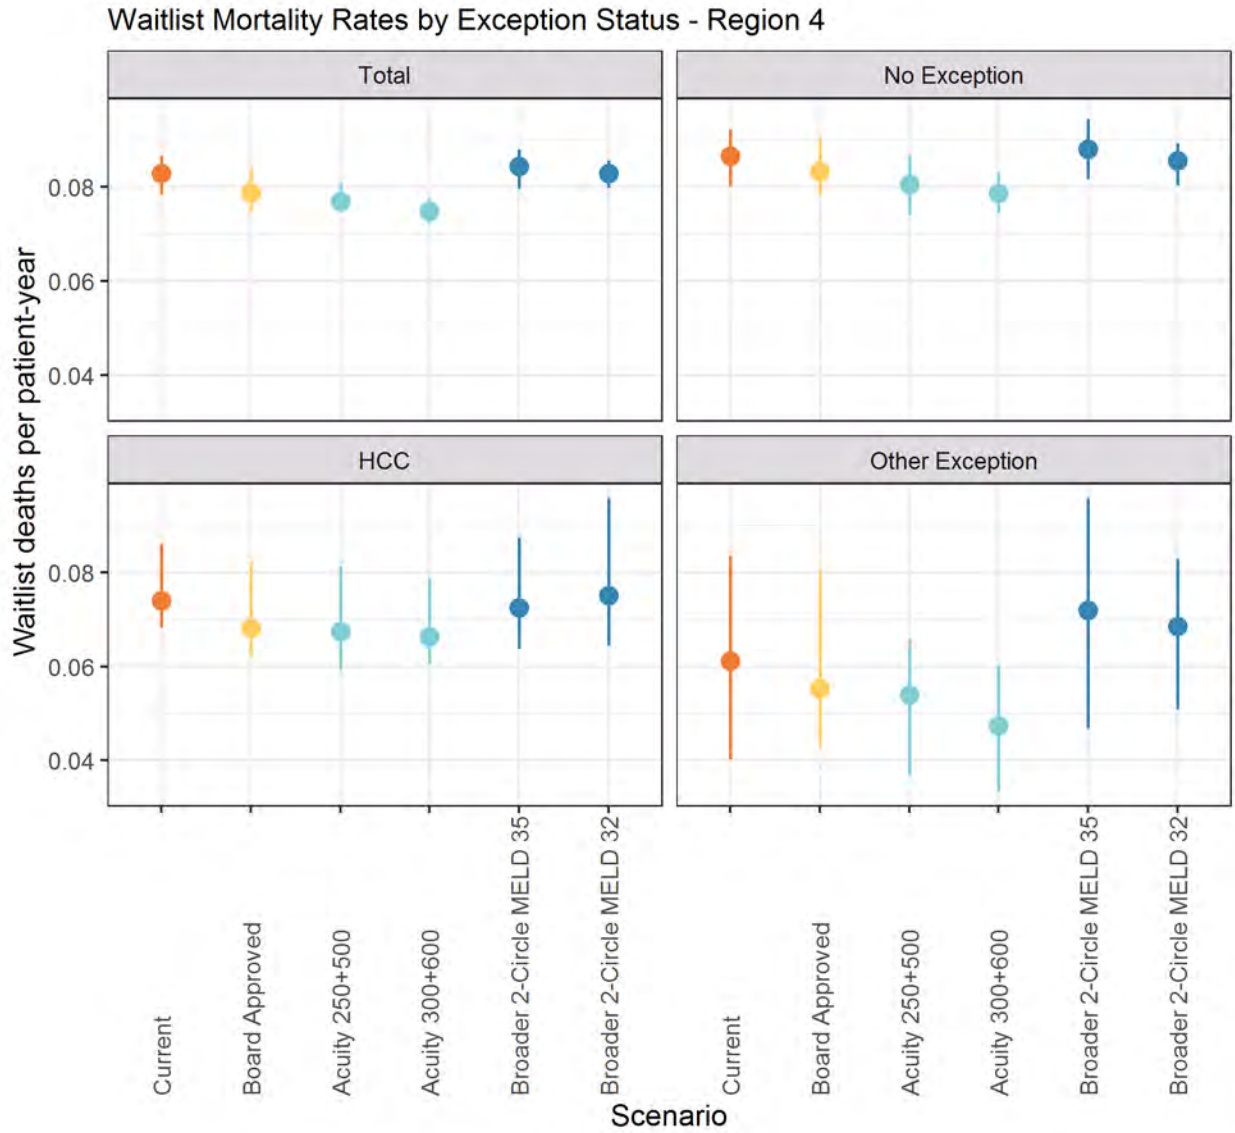 Waitlist Mortality Rates by Exception Status - Region 4
Total
No Exception
Waitlist deaths per patient-year
0.08
0.06
0.04
HCC
Other Exception
0.08
0.06
0.04
Current
Board Approved
Acuity 250+500
Acuity 300+600
Broader 2-Circle MELD 35
Broader 2-Circle MELD 32
Current
Board Approved
Acuity 250+500
Acuity 300+600
Broader 2-Circle MELD 35
Broader 2-Circle MELD 32
Scenario